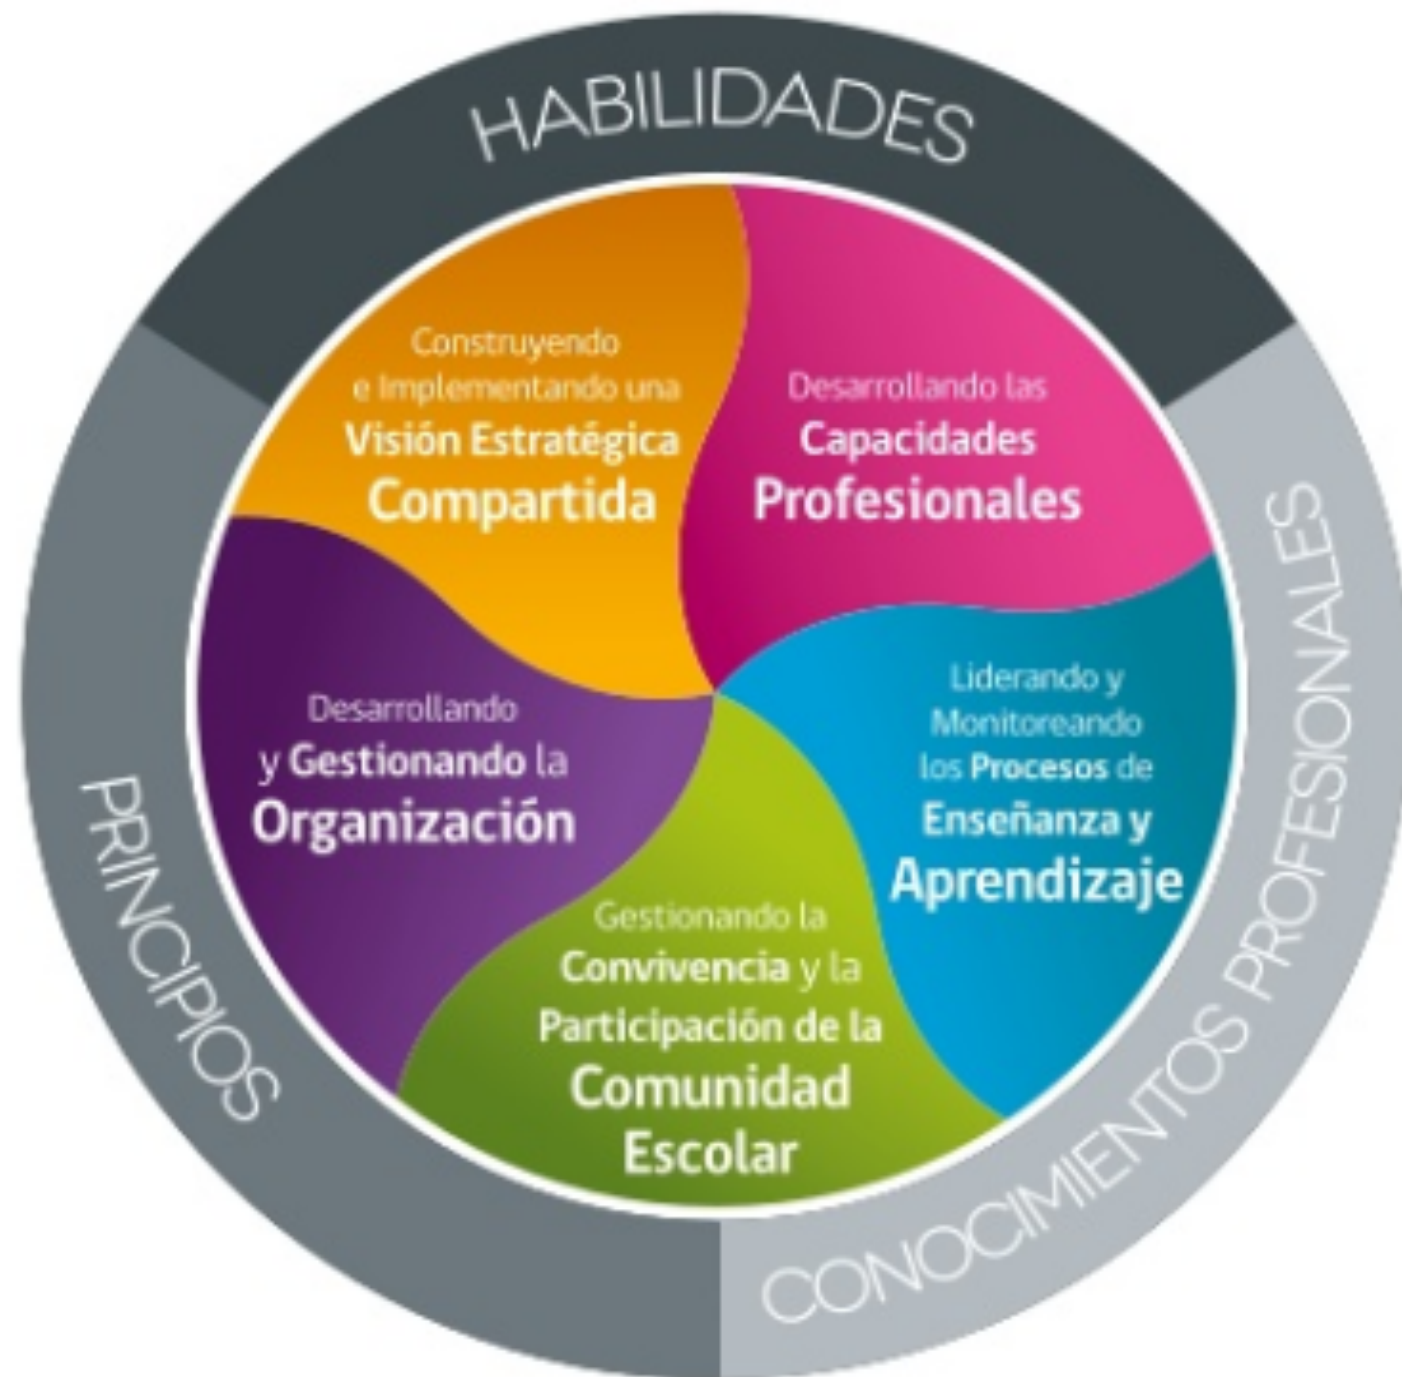 HABILIDADES
Construyendo
e Implementando una
Visión Estratégica
Compartida
Desarrollando las
Capacidades
Profesionales
Liderando y
Monitoreando
los Procesos de
Enseñanza y
Aprendizaje
Gestionando la
Convivencia y la
Participación de la
Comunidad
Escolar
Desarrollando
y Gestionando la
Organización
PRINCIPIOS
CONOCIMIENTOS PROFESIONALES